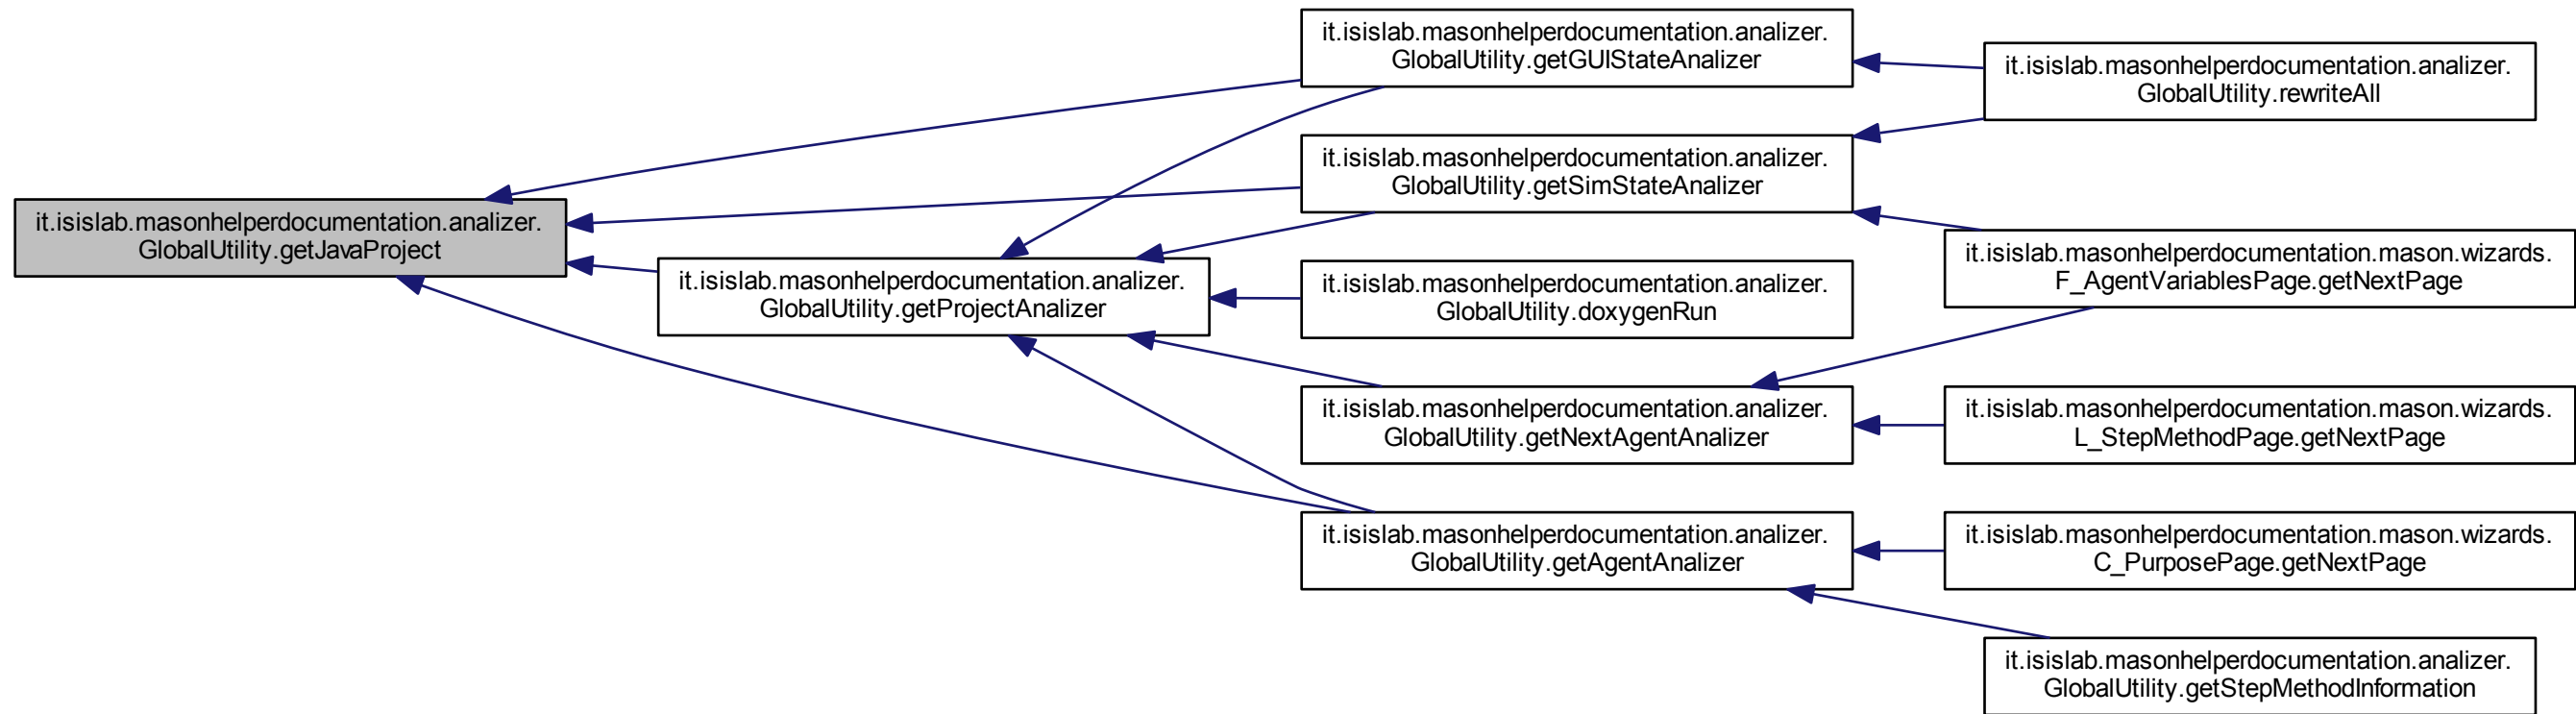 it.isislab.masonhelperdocumentation.analizer.
GlobalUtility.getJavaProject
it.isislab.masonhelperdocumentation.analizer.
GlobalUtility.getProjectAnalizer
it.isislab.masonhelperdocumentation.analizer.
GlobalUtility.getGUIStateAnalizer
it.isislab.masonhelperdocumentation.analizer.
GlobalUtility.getSimStateAnalizer
it.isislab.masonhelperdocumentation.analizer.
GlobalUtility.doxygenRun
it.isislab.masonhelperdocumentation.analizer.
GlobalUtility.getNextAgentAnalizer
it.isislab.masonhelperdocumentation.analizer.
GlobalUtility.getAgentAnalizer
it.isislab.masonhelperdocumentation.analizer.
GlobalUtility.rewriteAll
it.isislab.masonhelperdocumentation.mason.wizards.
F_AgentVariablesPage.getNextPage
it.isislab.masonhelperdocumentation.mason.wizards.
L_StepMethodPage.getNextPage
it.isislab.masonhelperdocumentation.mason.wizards.
C_PurposePage.getNextPage
it.isislab.masonhelperdocumentation.analizer.
GlobalUtility.getStepMethodInformation